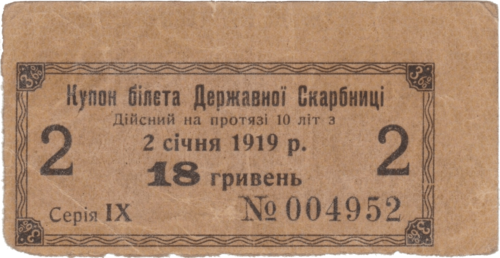 Купон білєта Державної Скарбниці
Дійсний на протязі 10 літ з
2 2 січня 1919 р. 2
18 гривень
Серія IX № 004952